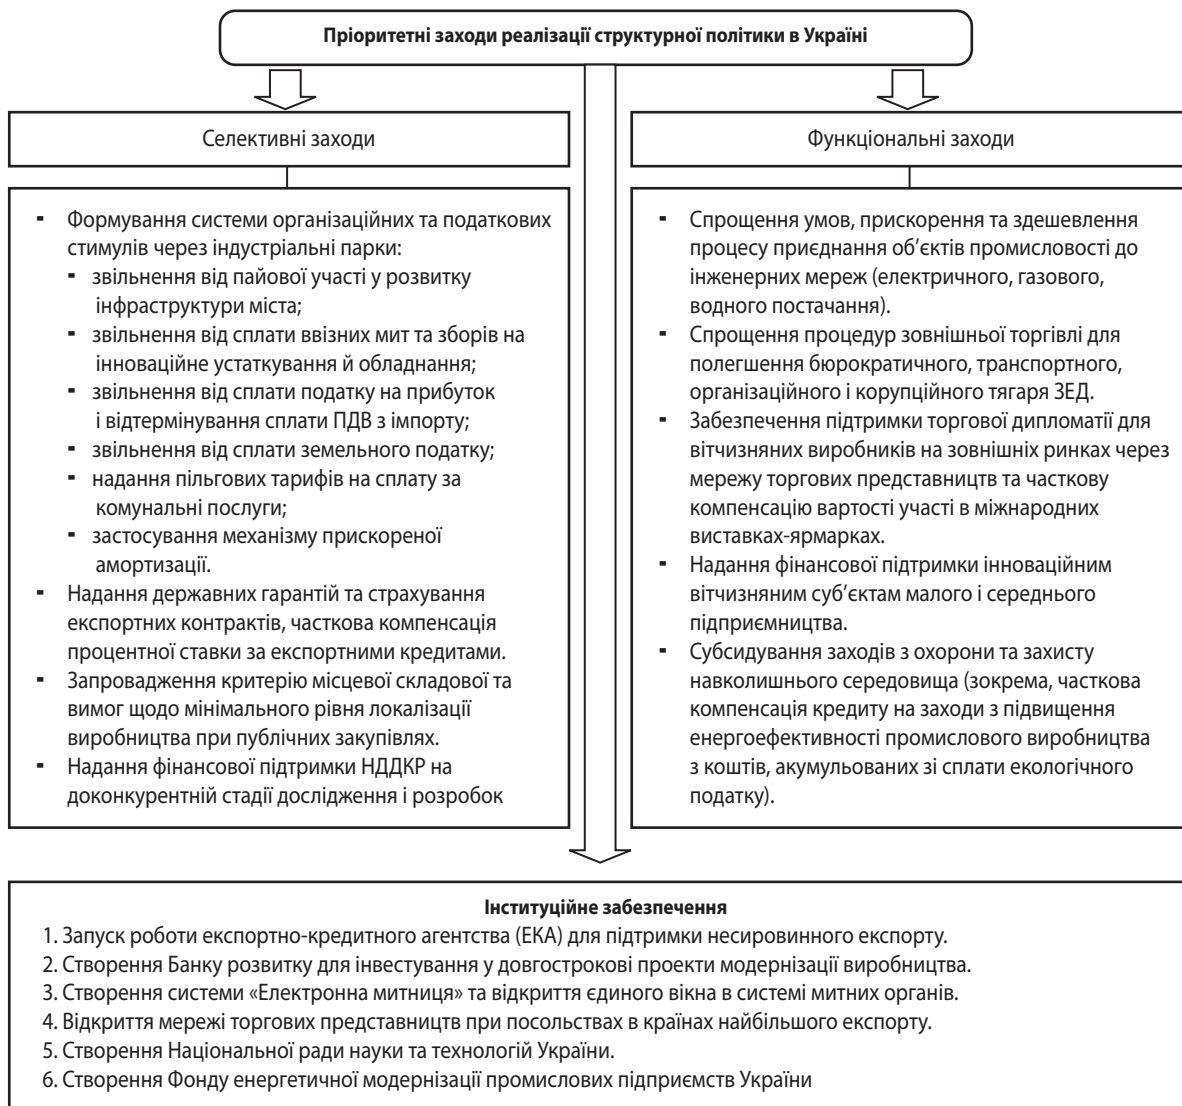 Пріоритетні заходи реалізації структурної політики в Україні
Селективні заходи
▪ Формування системи організаційних та податкових
стимулів через індустріальні парки:
▪ звільнення від пайової участі у розвитку
інфраструктури міста;
▪ звільнення від сплати ввізних мит та зборів на
інноваційне устаткування й обладнання;
▪ звільнення від сплати податку на прибуток
і відтермінування сплати ПДВ з імпорту;
▪ звільнення від сплати земельного податку;
▪ надання пільгових тарифів на сплату за
комунальні послуги;
▪ застосування механізму прискореної
амортизації.
▪ Надання державних гарантій та страхування
експортних контрактів, часткова компенсація
процентної ставки за експортними кредитами.
▪ Запровадження критерію місцевої складової та
вимог щодо мінімального рівня локалізації
виробництва при публічних закупівлях.
▪ Надання фінансової підтримки НДДКР на
доконкурентній стадії дослідження і розробок
Функціональні заходи
▪ Спрощення умов, прискорення та здешевлення
процесу приєднання об’єктів промисловості до
інженерних мереж (електричного, газового,
водного постачання).
▪ Спрощення процедур зовнішньої торгівлі для
полегшення бюрократичного, транспортного,
організаційного і корупційного тягаря ЗЕД.
▪ Забезпечення підтримки торгової дипломатії для
вітчизняних виробників на зовнішніх ринках через
мережу торгових представництв та часткову
компенсацію вартості участі в міжнародних
виставках-ярмарках.
▪ Надання фінансової підтримки інноваційним
вітчизняним суб’єктам малого і середнього
підприємництва.
▪ Субсидування заходів з охорони та захисту
навколишнього середовища (зокрема, часткова
компенсація кредиту на заходи з підвищення
енергоефективності промислового виробництва
з коштів, акумульованих зі сплати екологічного
податку).
Інституційне забезпечення
1. Запуск роботи експортно-кредитного агентства (ЕКА) для підтримки несировинного експорту.
2. Створення Банку розвитку для інвестування у довгострокові проекти модернізації виробництва.
3. Створення системи «Електронна митниця» та відкриття єдиного вікна в системі митних органів.
4. Відкриття мережі торгових представництв при посольствах в країнах найбільшого експорту.
5. Створення Національної ради науки та технологій України.
6. Створення Фонду енергетичної модернізації промислових підприємств України